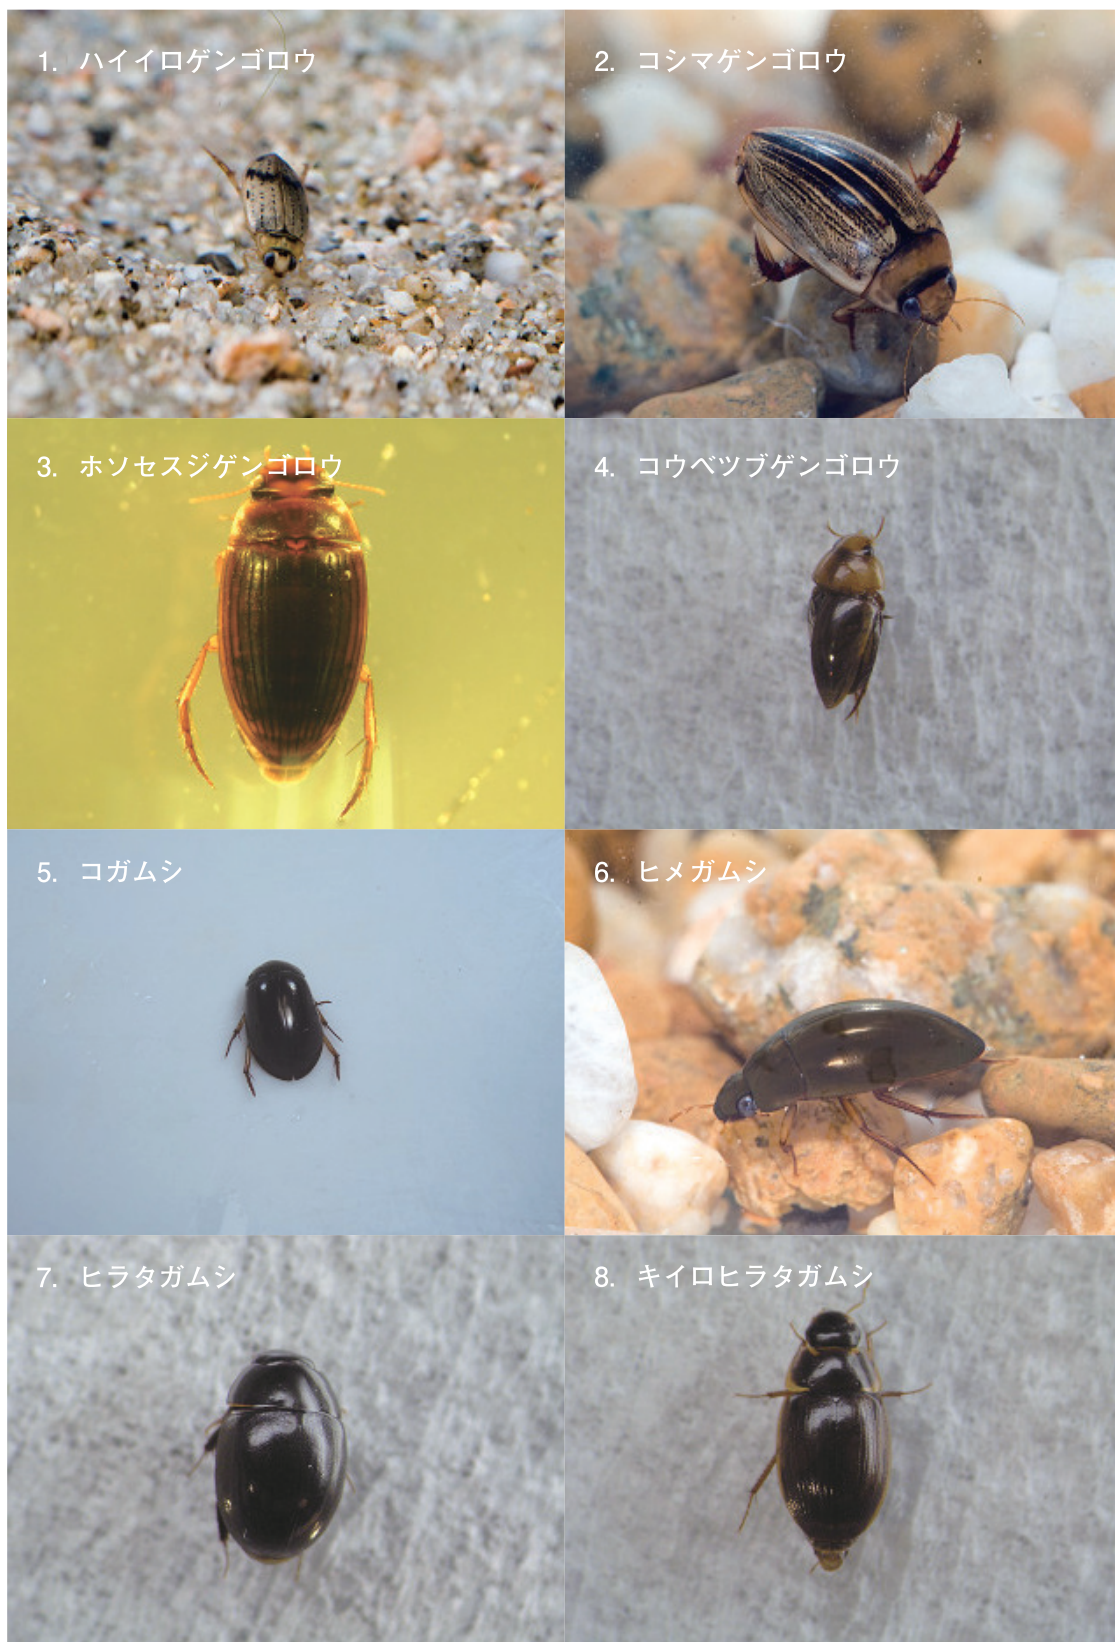 1. ハイイロゲンゴロウ
2. コシマゲンゴロウ
3. ホソセスジゲンゴロウ
4. コウベツブゲンゴロウ
5. コガムシ
6. ヒメガムシ
7. ヒラタガムシ
8. キイロヒラタガムシ